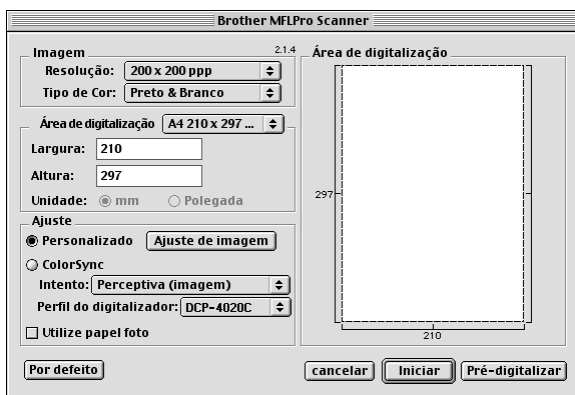 Brother MFLPro Scanner
Imagem
2.1.4
Resolução: 200 x 200 ppp
Tipo de Cor: Preto & Branco
Área de digitalização A4 210 x 297 ...
Largura: 210
Altura: 297
Unidade: mm Polegada
Ajuste
Personalizado Ajuste de imagem
ColorSync
Intento: Perceptiva (imagem)
Perfil do digitalizador: DCP-4020C
Utilize papel foto
Área de digitalização
297
210
Por defeito
cancelar Iniciar Pré-digitalizar